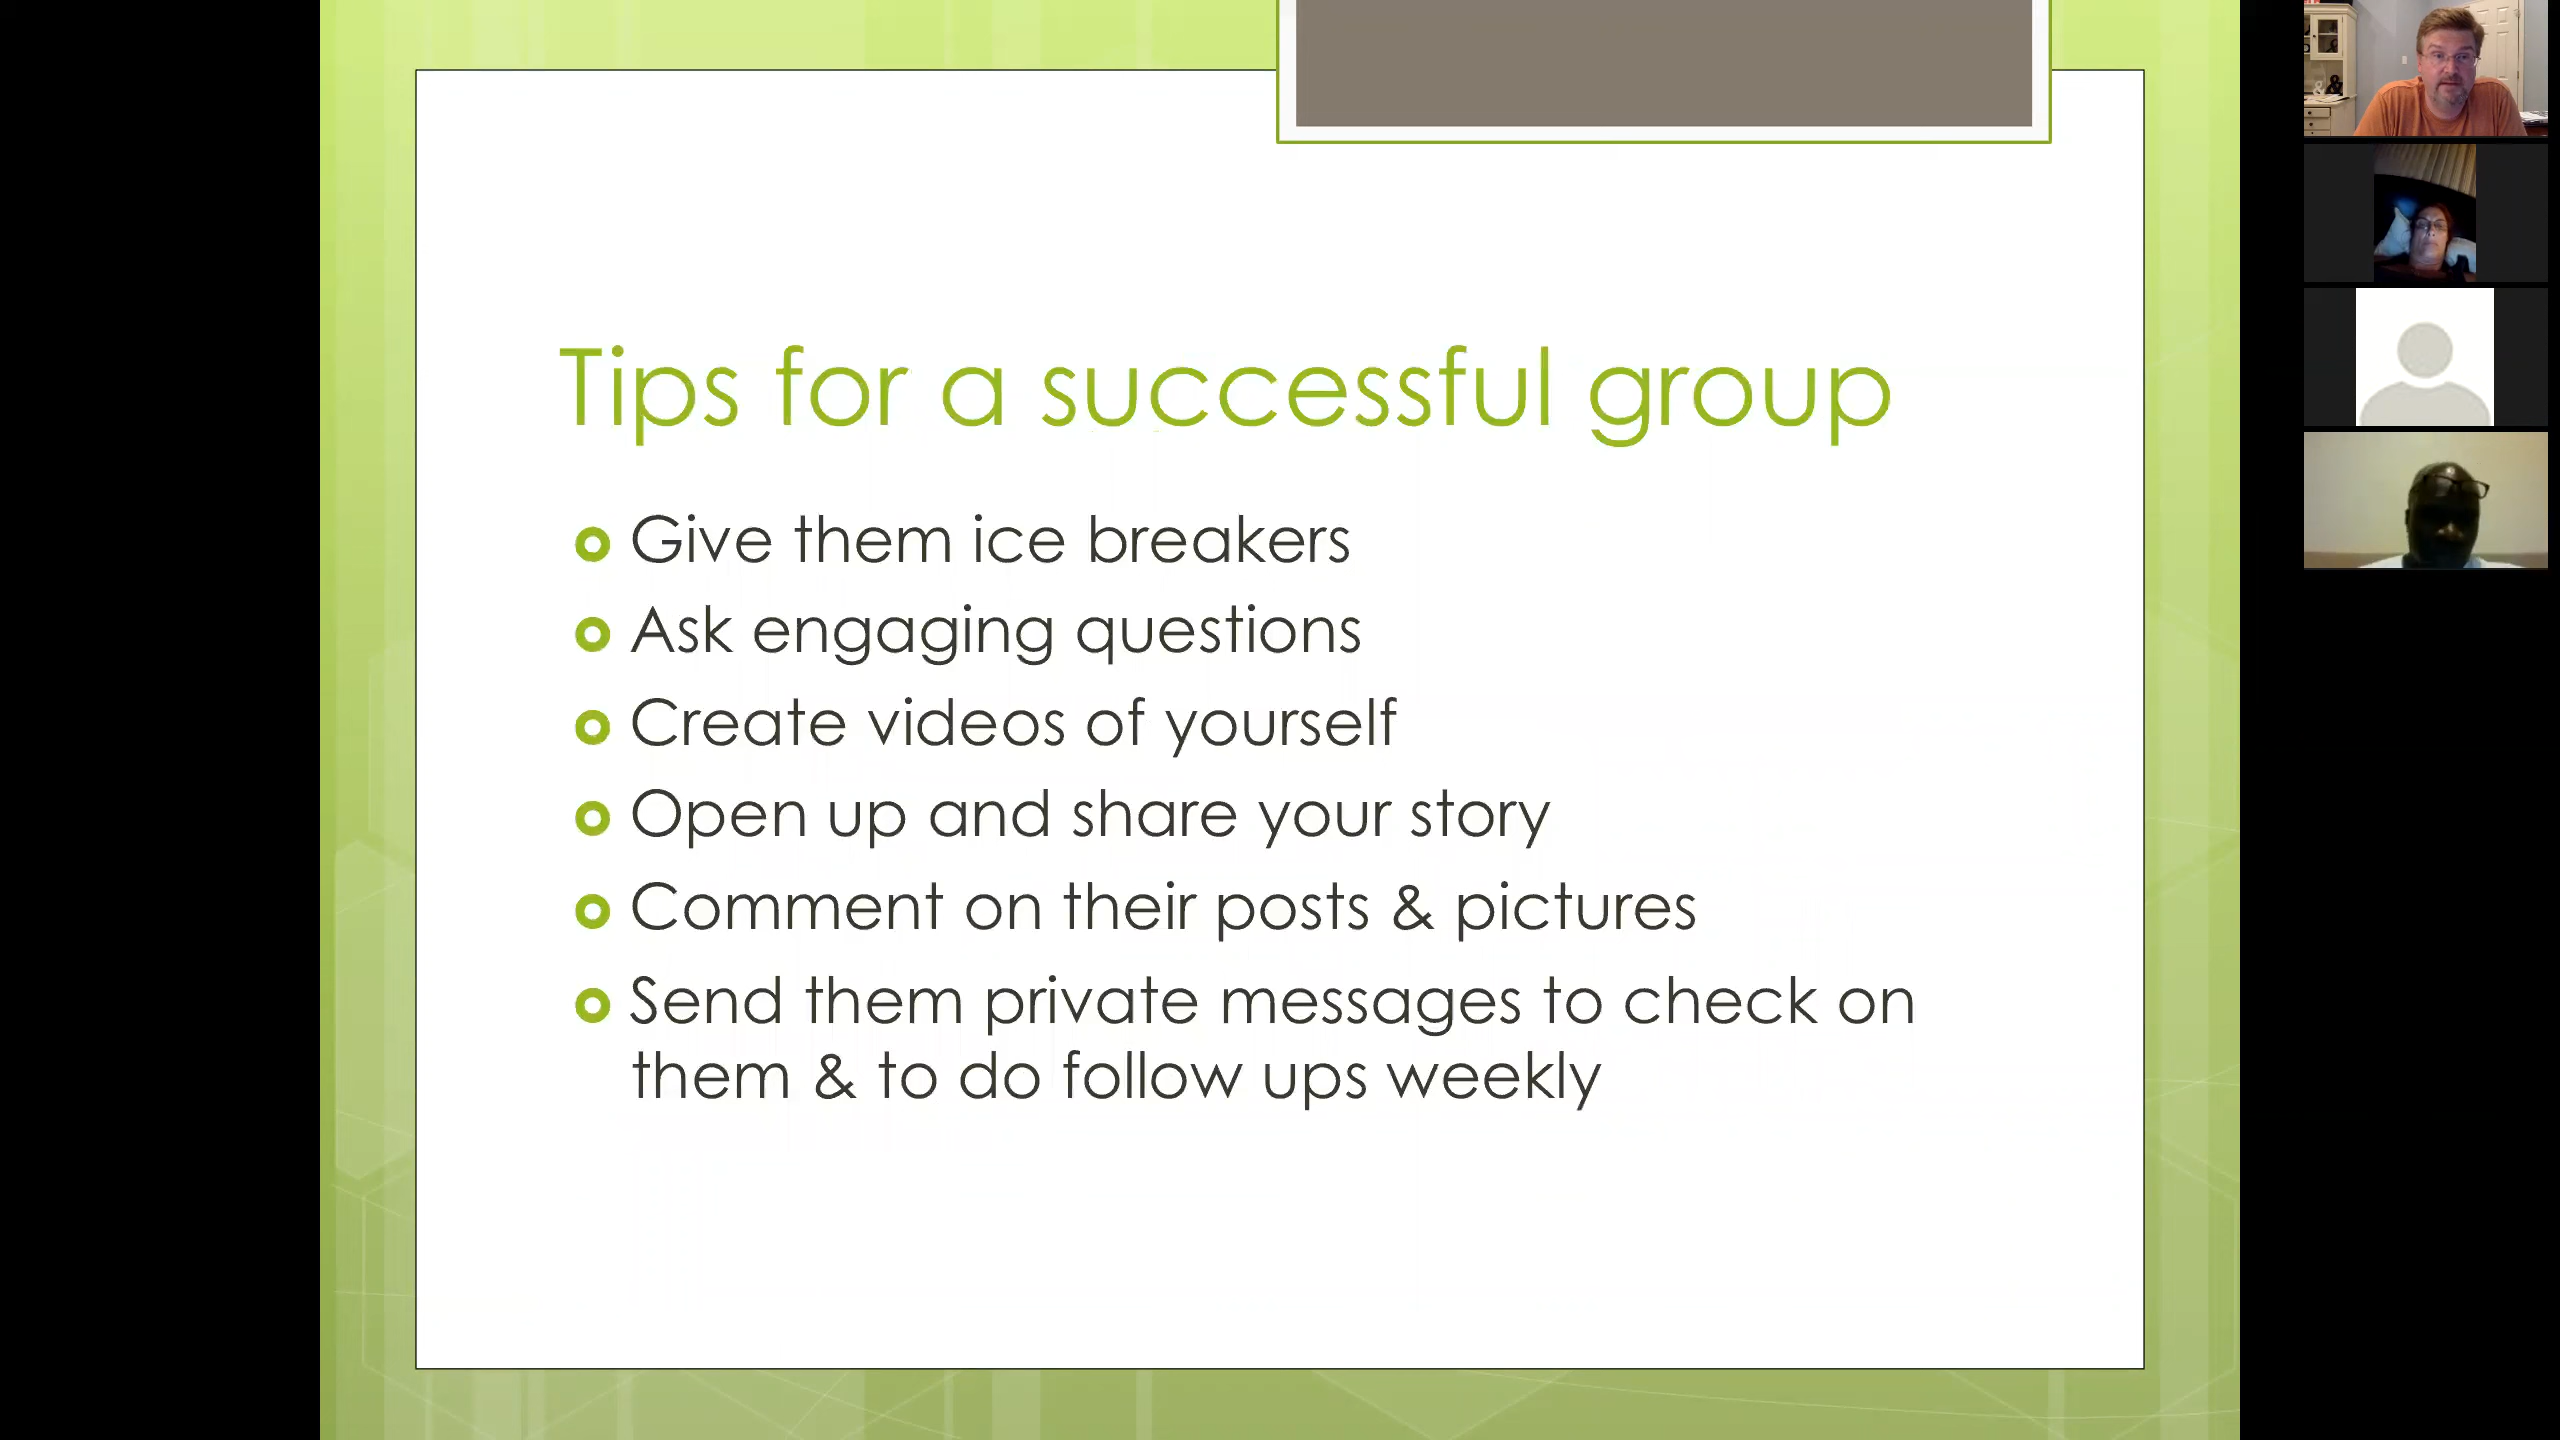 Tips for a successful group
Give them ice breakers
Ask engaging questions
Create videos of yourself
Open up and share your story
Comment on their posts & pictures
Send them private messages to check on
them & to do follow ups weekly